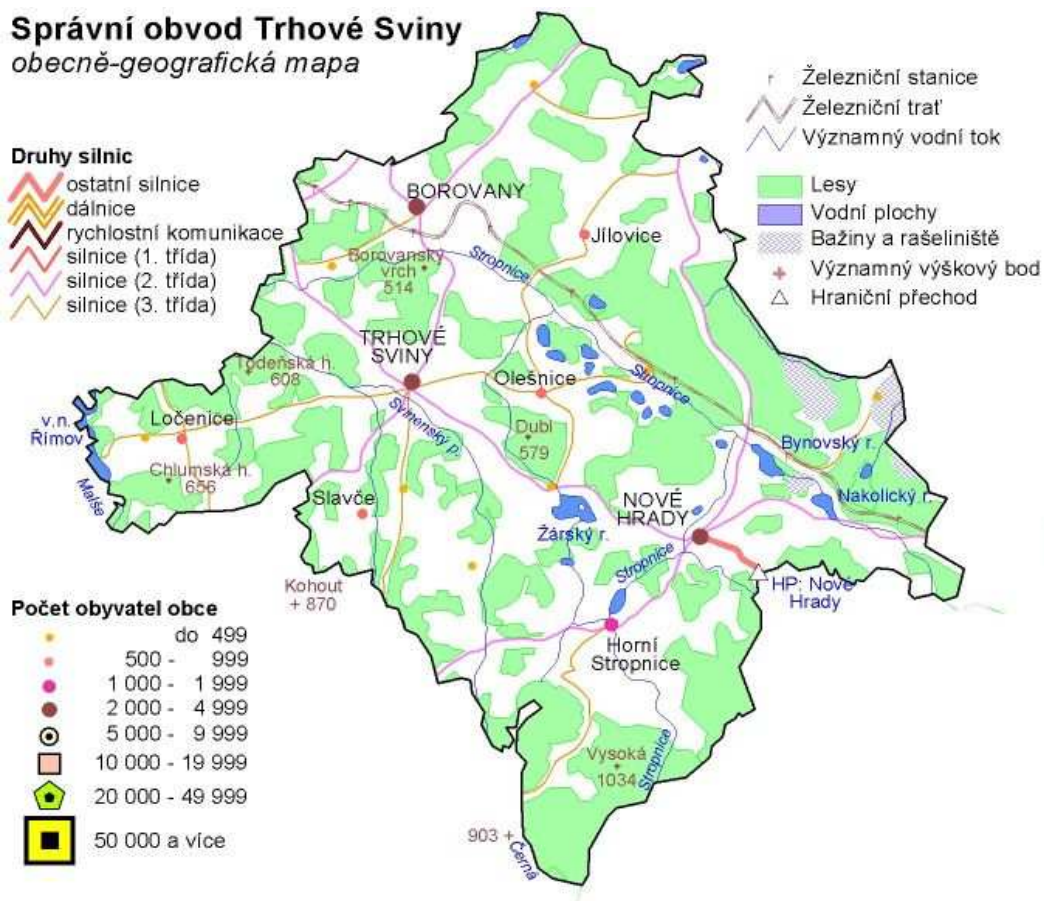 Správní obvod Trhové Sviny
obecně-geografická mapa
Druhy silnic
ostatní silnice
dálnice
rychlostní komunikace
silnice (1. třída)
silnice (2. třída)
silnice (3. třída)
Železniční stanice
Železniční trať
Významný vodní tok
Lesy
Vodní plochy
Bažiny a rašeliniště
Významný výškový bod
Hraniční přechod
BOROVANY
Jílovice
Stropnice
Borovanský
vrch
514
TRHOVÉ
SVINY
Todeňská h.
608
Olešnice
Stropnice
v.n.
Římov
Ločenice
Svinenský p.
Dubí
579
Bynovský r.
Chlumská h.
656
Malše
Slavče
NOVÉ
HRADY
Nakolický r.
Žárský r.
Stropnice
Kohout
+ 870
HP: Nové
Hrady
Horní
Stropnice
Vysoká
1034
Stropnice
903 +
Černá
Počet obyvatel obce
do 499
500 - 999
1 000 - 1 999
2 000 - 4 999
5 000 - 9 999
10 000 - 19 999
20 000 - 49 999
50 000 a více